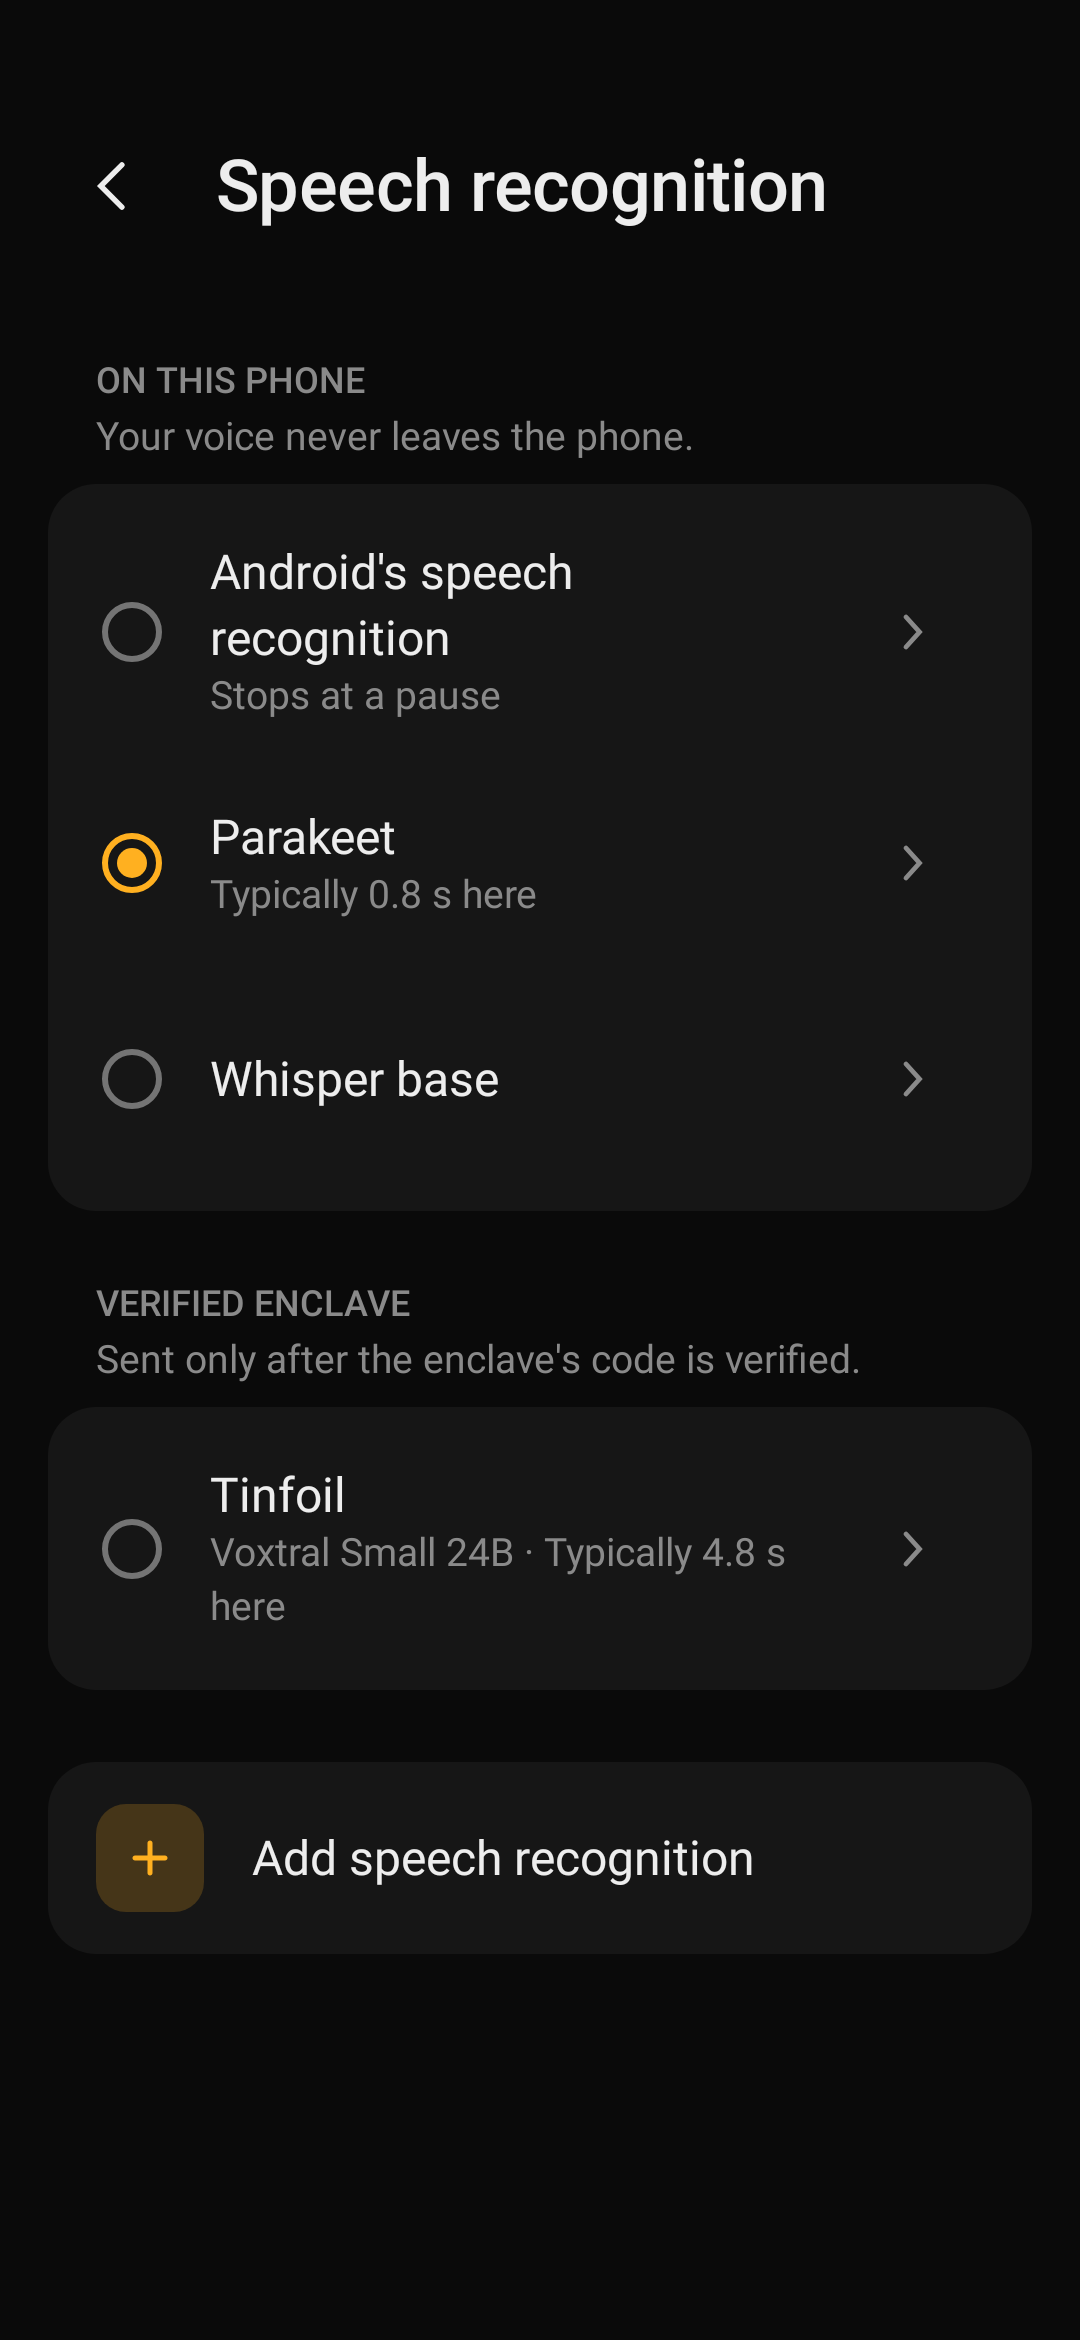 Speech recognition
ON THIS PHONE
Your voice never leaves the phone.
Android's speech
recognition
Stops at a pause
Parakeet
Typically 0.8 s here
Whisper base
VERIFIED ENCLAVE
Sent only after the enclave's code is verified.
Tinfoil
Voxtral Small 24B · Typically 4.8 s
here
Add speech recognition